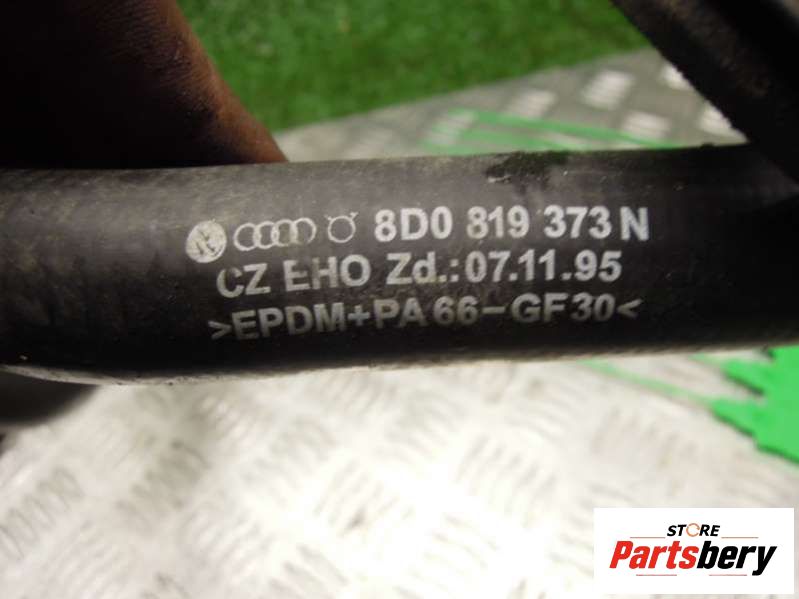 8D0 819 373 N
CZ EHO Zd.:07.11.95
>EPDM+PA 66-GF30<
STORE
Partsbery